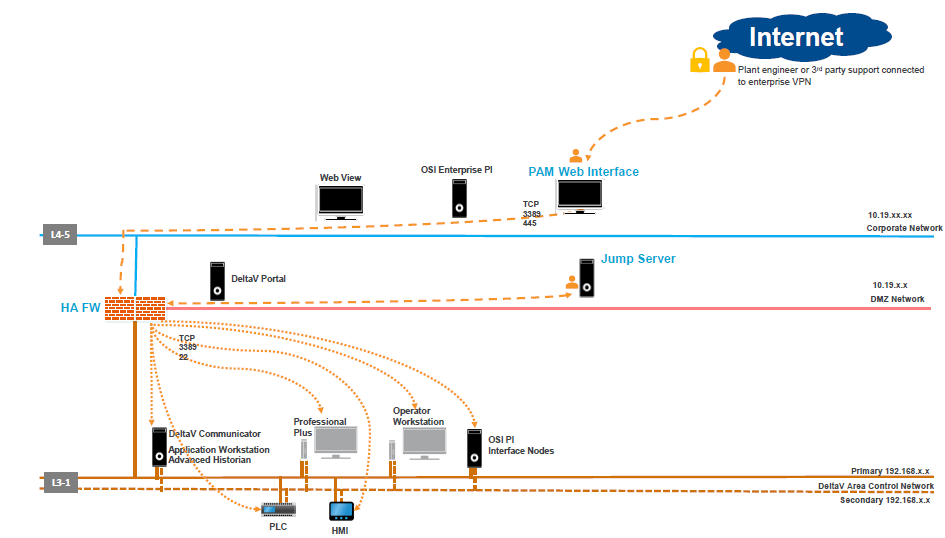 Internet
Plant engineer or 3rd party support connected
to enterprise VPN
OSI Enterprise PI
PAM Web Interface
Web View
TCP
3389
445
10.19.xx.xx
L4-5
Corporate Network
Jump Server
DeltaV Portal
10.19.x.x
DMZ Network
HA FW
TCP
3389
22
Professional
Plus
Operator
Workstation
DeltaV Communicator
Application Workstation
Advanced Historian
OSI PI
Interface Nodes
Primary 192.168.x.x
L3-1
DeltaV Area Control Network
Secondary 192.168.x.x
PLC
HMI